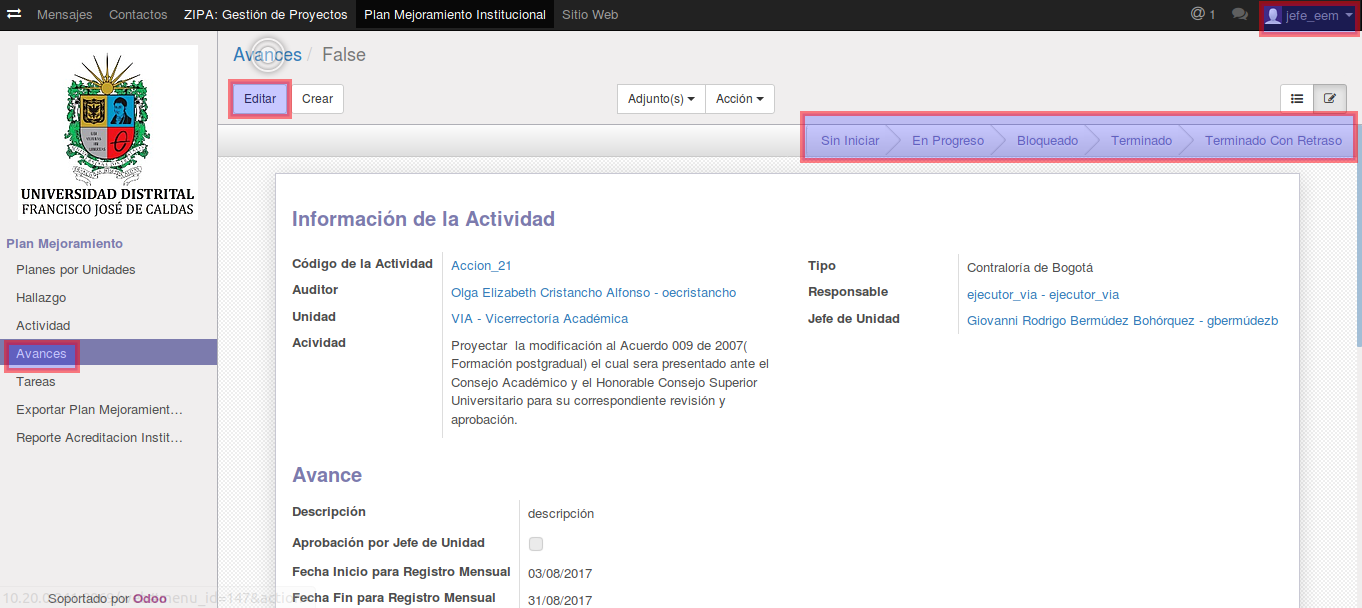 Mensajes Contactos ZIPA: Gestión de Proyectos Plan Mejoramiento Institucional Sitio Web @ 1 jefe_eem
Avances / False
Editar Crear Adjunto(s) Acción
Sin Iniciar En Progreso Bloqueado Terminado Terminado Con Retraso
UNIVERSIDAD DISTRITAL
FRANCISCO JOSÉ DE CALDAS
Plan Mejoramiento
Planes por Unidades
Hallazgo
Actividad
Avances
Tareas
Exportar Plan Mejoramient...
Reporte Acreditacion Instit...
Soportado por Odoo
Información de la Actividad
Código de la Actividad Accion_21
Auditor Olga Elizabeth Cristancho Alfonso - oecristancho
Unidad VIA - Vicerrectoría Académica
Acividad Proyectar la modificación al Acuerdo 009 de 2007(
Formación postgradual) el cual sera presentado ante el
Consejo Académico y el Honorable Consejo Superior
Universitario para su correspondiente revisión y
aprobación.
Tipo Contraloría de Bogotá
Responsable ejecutor_via - ejecutor_via
Jefe de Unidad Giovanni Rodrigo Bermúdez Bohórquez - gbermúdezb
Avance
Descripción descripción
Aprobación por Jefe de Unidad
Fecha Inicio para Registro Mensual 03/08/2017
Fecha Fin para Registro Mensual 31/08/2017